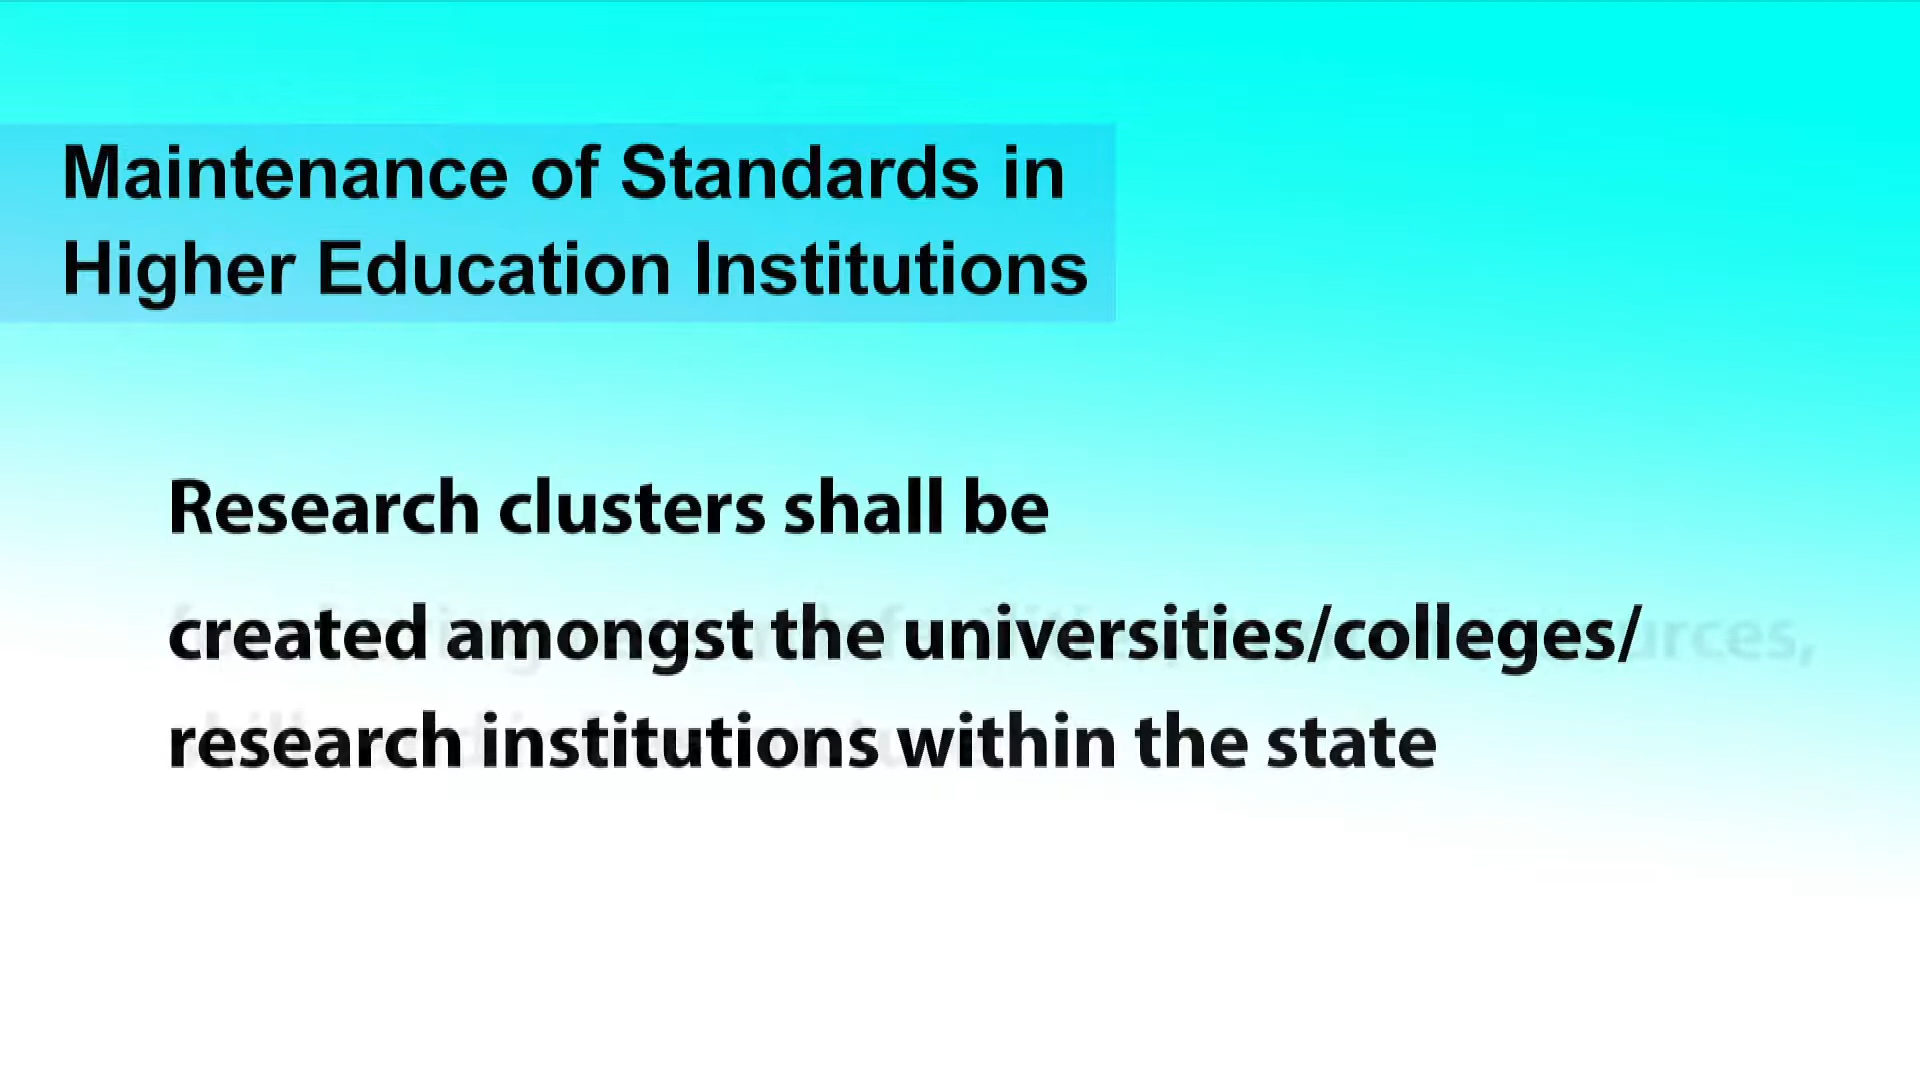 Maintenance of Standards in
Higher Education Institutions
Research clusters shall be
created amongst the universities/colleges/
research institutions within the state